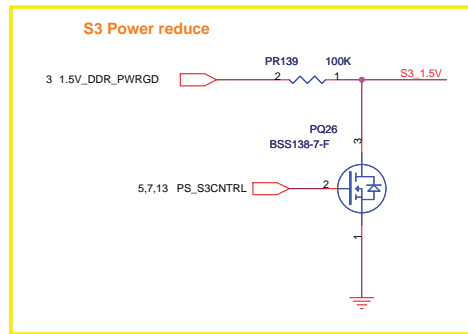 S3 Power reduce
PR139 100K
3 1.5V_DDR_PWRGD 2 1 S3_1.5V
PQ26
BSS138-7-F
3
5,7,13 PS_S3CNTRL 2
1